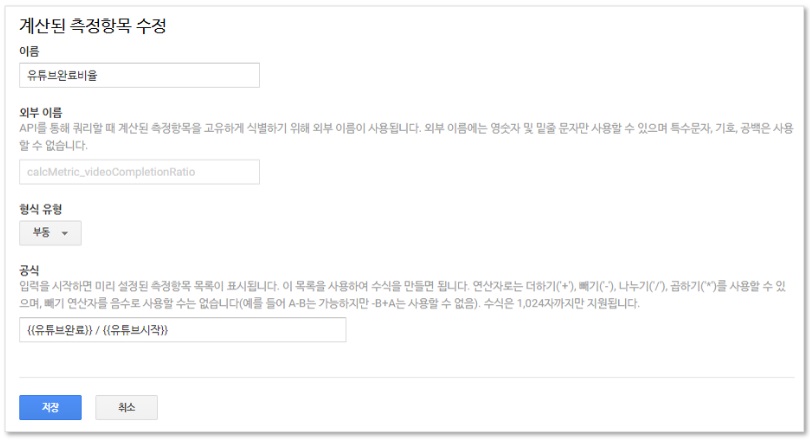 계산된 측정항목 수정
이름
유튜브완료비율
외부 이름
API를 통해 쿼리할 때 계산된 측정항목을 고유하게 식별하기 위해 외부 이름이 사용됩니다. 외부 이름에는 영숫자 및 밑줄 문자만 사용할 수 있으며 특수문자, 기호, 공백은 사용
할 수 없습니다.
calcMetric_videoCompletionRatio
형식 유형
부동
공식
입력을 시작하면 미리 설정된 측정항목 목록이 표시됩니다. 이 목록을 사용하여 수식을 만들면 됩니다. 연산자로는 더하기('+'), 빼기('-'), 나누기('/'), 곱하기('*')를 사용할 수 있
으며, 빼기 연산자를 음수로 사용할 수는 없습니다(예를 들어 A-B는 가능하지만 -B+A는 사용할 수 없음). 수식은 1,024자까지만 지원됩니다.
{{유튜브완료}} / {{유튜브시작}}
저장 취소